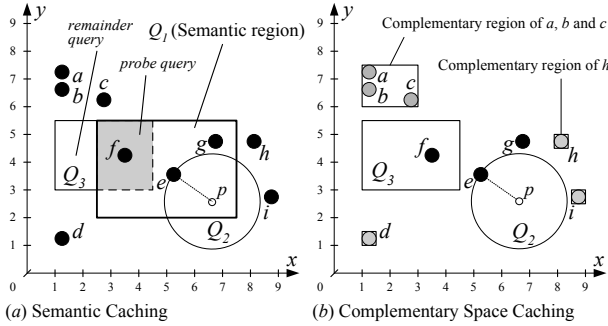 y
remainder query
Q1 (Semantic region)
probe query
9
8
7
6
5
4
3
2
1
0
1 2 3 4 5 6 7 8 9
x
a
b
c
f
g
h
e
p
i
d
Q3
Q2
(a) Semantic Caching
y
Complementary region of a, b and c
Complementary region of h
9
8
7
6
5
4
3
2
1
0
1 2 3 4 5 6 7 8 9
x
a
b
c
f
g
h
e
p
i
d
Q3
Q2
(b) Complementary Space Caching